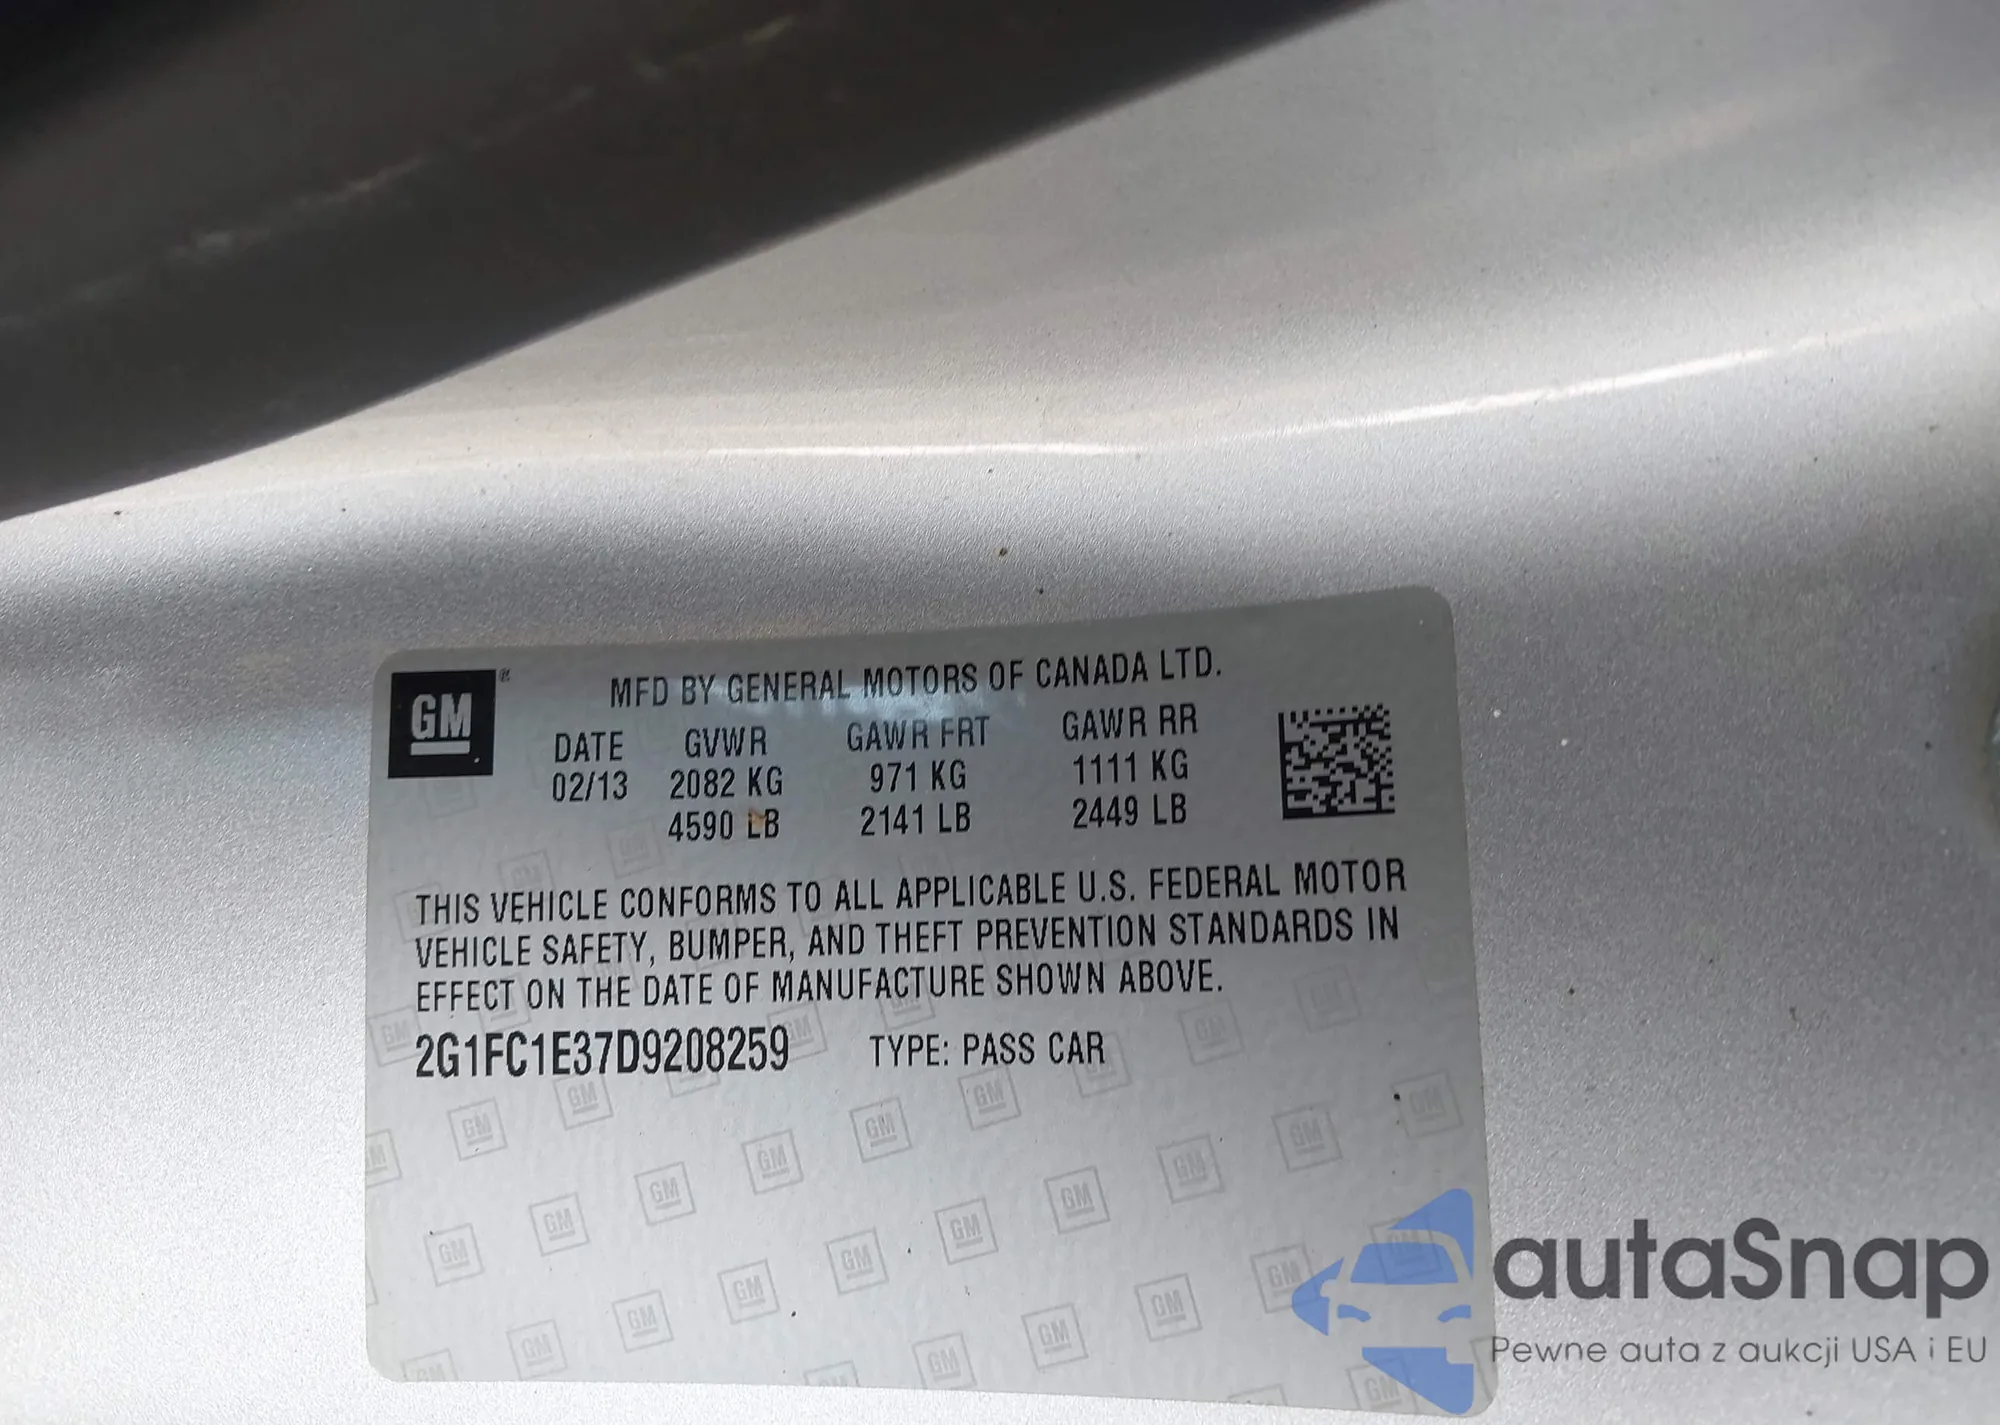 GM®
MFD BY GENERAL MOTORS OF CANADA LTD.
DATE GVWR GAWR FRT GAWR RR
02/13 2082 KG 971 KG 1111 KG
4590 LB 2141 LB 2449 LB
THIS VEHICLE CONFORMS TO ALL APPLICABLE U.S. FEDERAL MOTOR
VEHICLE SAFETY, BUMPER, AND THEFT PREVENTION STANDARDS IN
EFFECT ON THE DATE OF MANUFACTURE SHOWN ABOVE.
2G1FC1E37D9208259 TYPE: PASS CAR
autaSnap
Pewne auta z aukcji USA i EU